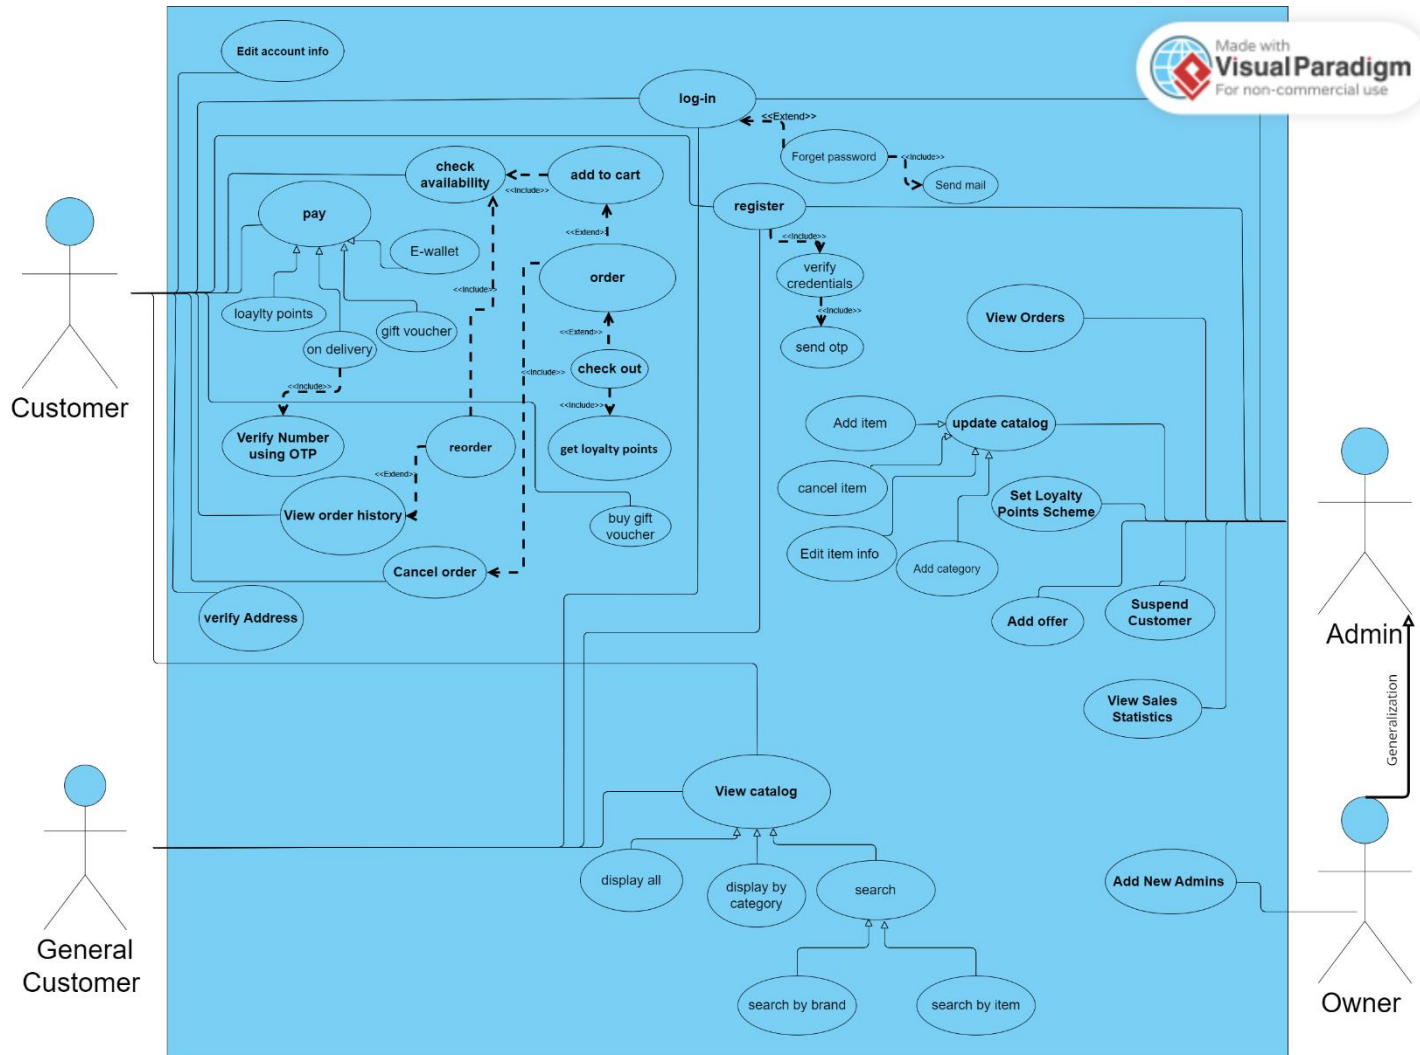 Made with
Visual Paradigm
For non-commercial use
Edit account info
log-in
<<Extend>>
Forget password
<<Include>>
Send mail
check
availability
<<Include>>
add to cart
<<Extend>>
pay
E-wallet
loaylty points
gift voucher
on delivery
<<Include>>
Verify Number
using OTP
<<Include>>
order
<<Extend>>
<<Include>>
check out
<<Include>>
get loyalty points
register
<<Include>>
verify
credentials
<<Include>>
send otp
View Orders
Customer
reorder
<<Extend>>
View order history
buy gift
voucher
Cancel order
verify Address
Add item
update catalog
cancel item
Set Loyalty
Points Scheme
Edit item info
Add category
Add offer
Suspend
Customer
Admin
View Sales
Statistics
Generalization
View catalog
display all
display by
category
search
search by brand
search by item
Add New Admins
General
Customer
Owner